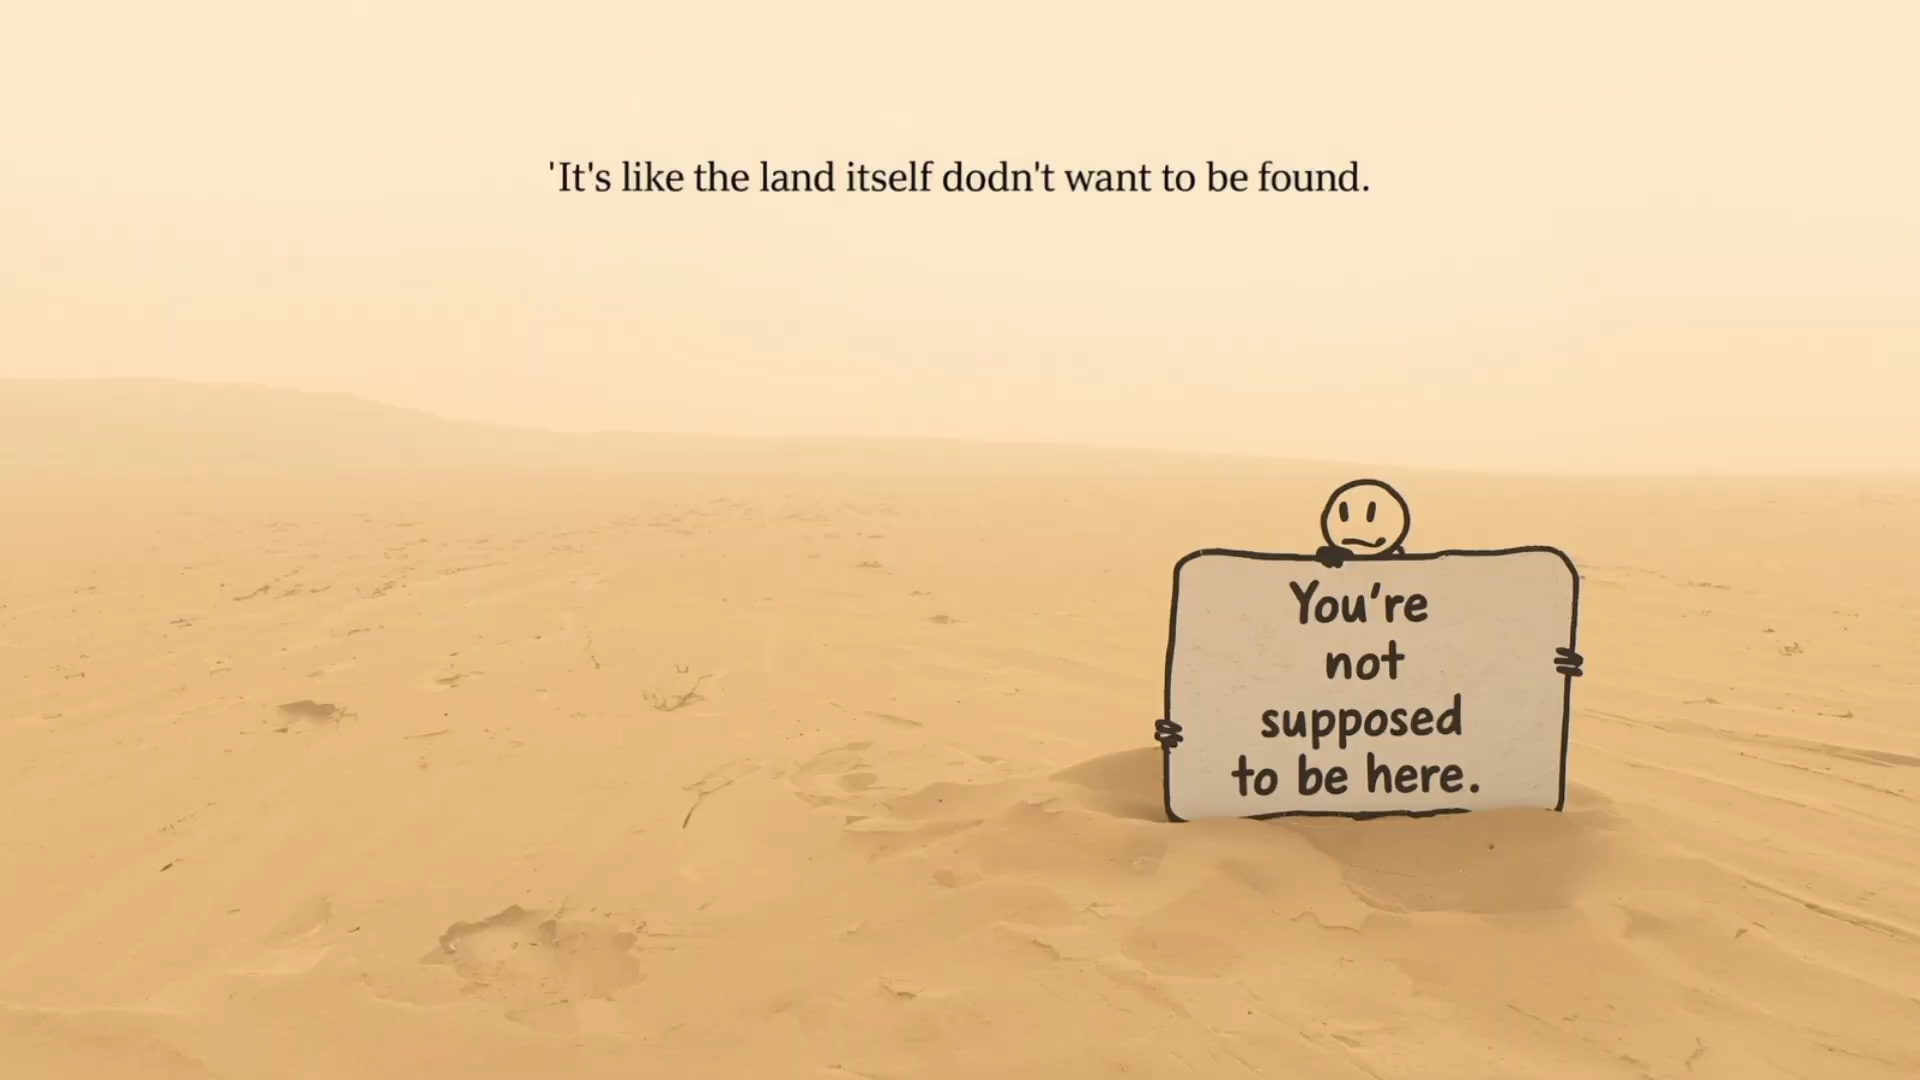 'It's like the land itself dodn't want to be found.
You're
not
supposed
to be here.